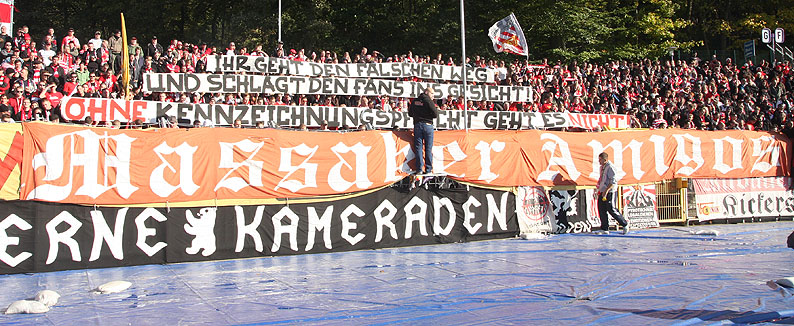 IHR GEHT DEN FALSCHEN WEG
UND SCHLAGT DEN FANS INS GESICHT!
OHNE KENNZEICHNUNGSPFLICHT GEHT ES NICHT!
Massaker Amigos
ERNE KAMERADEN
Kickers
G F